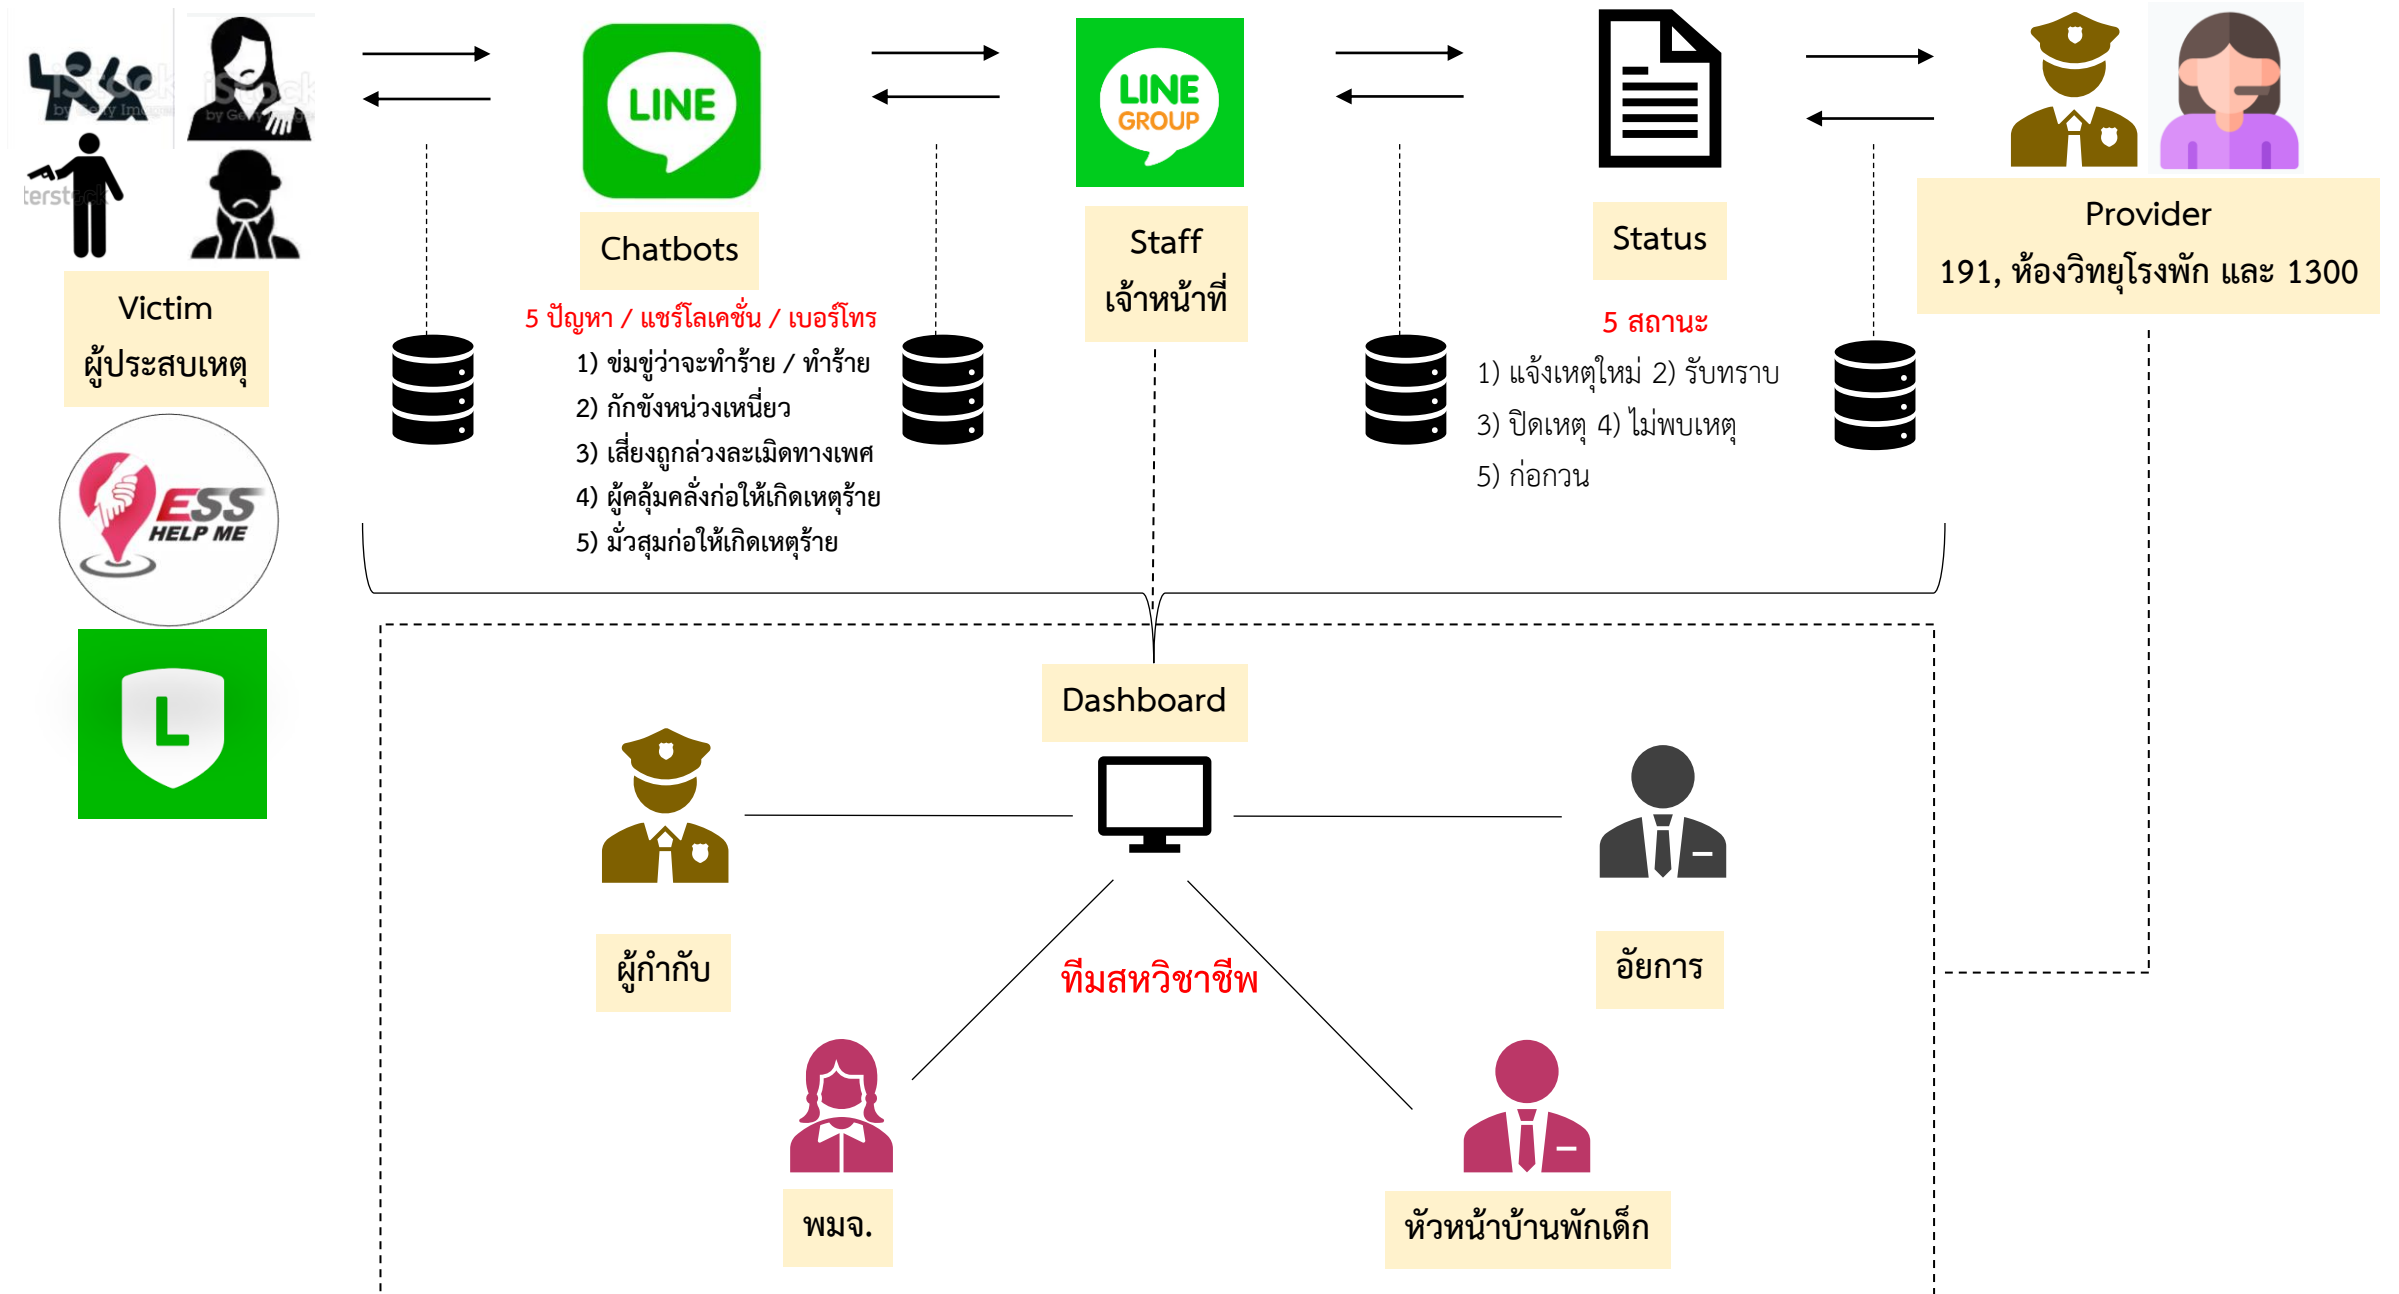 iStock
by Getty Images
iStock
by Ge
terst ck
LINE
LINE
GROUP
Chatbots
Staff
เจ้าหน้าที่
Status
Provider
191, ห้องวิทยุโรงพัก และ 1300
Victim
ผู้ประสบเหตุ
5 ปัญหา / แชร์โลเคชั่น / เบอร์โทร
1) ข่มขู่ว่าจะทำร้าย / ทำร้าย
2) กักขังหน่วงเหนี่ยว
3) เสี่ยงถูกล่วงละเมิดทางเพศ
4) ผู้คลุ้มคลั่งก่อให้เกิดเหตุร้าย
5) มั่วสุมก่อให้เกิดเหตุร้าย
5 สถานะ
1) แจ้งเหตุใหม่ 2) รับทราบ
3) ปิดเหตุ 4) ไม่พบเหตุ
5) ก่อกวน
ESS
HELP ME
L
Dashboard
ผู้กำกับ
ทีมสหวิชาชีพ
อัยการ
พมจ.
หัวหน้าบ้านพักเด็ก